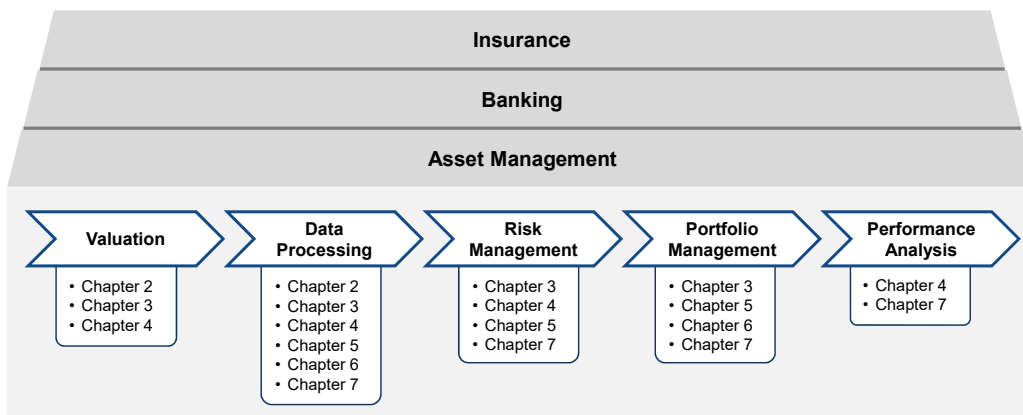 Insurance
Banking
Asset Management
Valuation
• Chapter 2
• Chapter 3
• Chapter 4
Data
Processing
• Chapter 2
• Chapter 3
• Chapter 4
• Chapter 5
• Chapter 6
• Chapter 7
Risk
Management
• Chapter 3
• Chapter 4
• Chapter 5
• Chapter 7
Portfolio
Management
• Chapter 3
• Chapter 5
• Chapter 6
• Chapter 7
Performance
Analysis
• Chapter 4
• Chapter 7